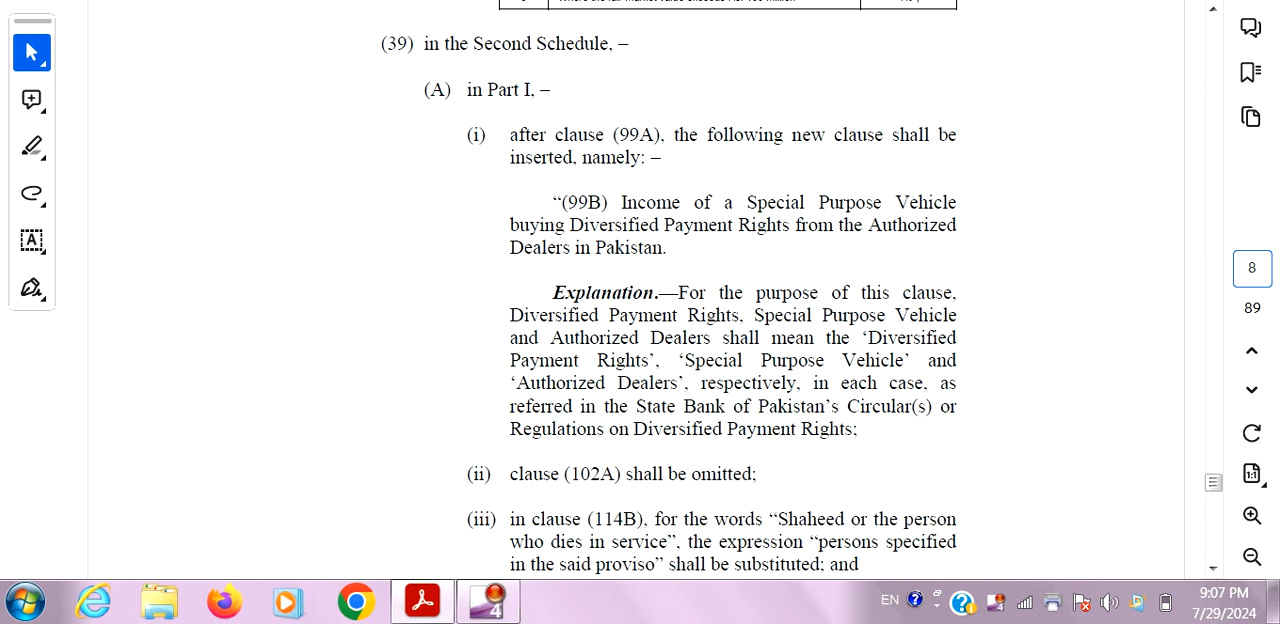 (39) in the Second Schedule, –
(A) in Part I, –
(i) after clause (99A), the following new clause shall be
inserted, namely: –
“(99B) Income of a Special Purpose Vehicle
buying Diversified Payment Rights from the Authorized
Dealers in Pakistan.
Explanation.—For the purpose of this clause,
Diversified Payment Rights, Special Purpose Vehicle
and Authorized Dealers shall mean the ‘Diversified
Payment Rights’, ‘Special Purpose Vehicle’ and
‘Authorized Dealers’, respectively, in each case, as
referred in the State Bank of Pakistan’s Circular(s) or
Regulations on Diversified Payment Rights;
(ii) clause (102A) shall be omitted;
(iii) in clause (114B), for the words “Shaheed or the person
who dies in service”, the expression “persons specified
in the said proviso” shall be substituted; and
8
89
1:1
A
4
EN
9:07 PM
7/29/2024